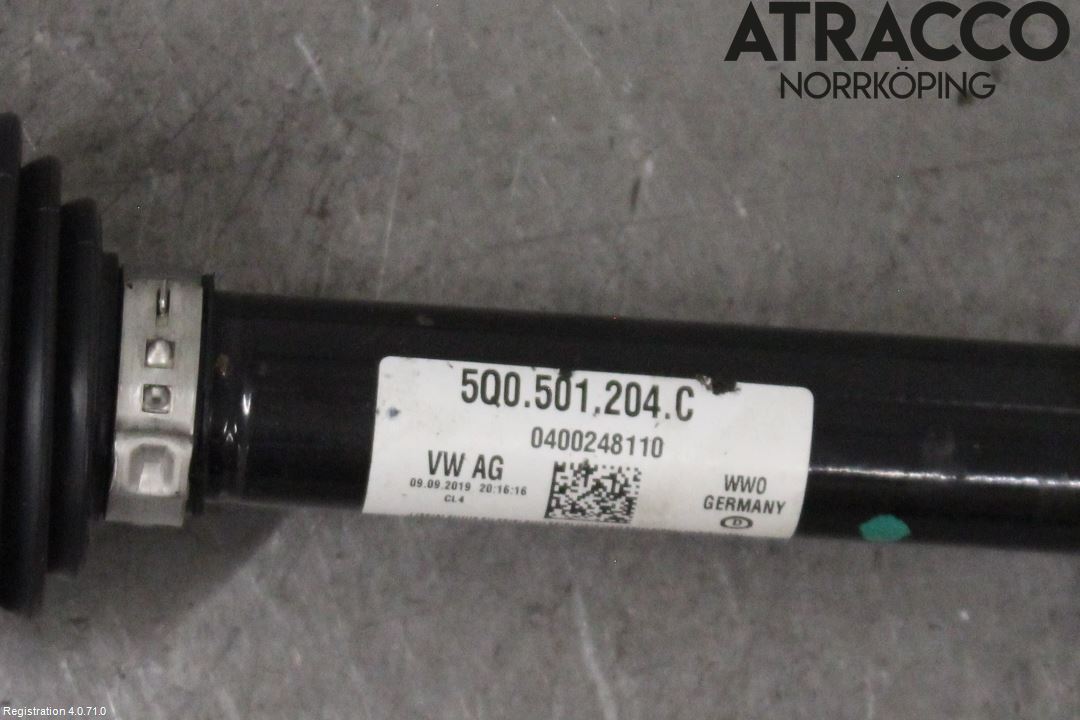 ATRACCO
NORRKÖPING
5Q0.501.204.C
0400248110
VW AG
09.09.2019 20:16:16
CL4
WWO
GERMANY
D
Registration 4.0.71.0